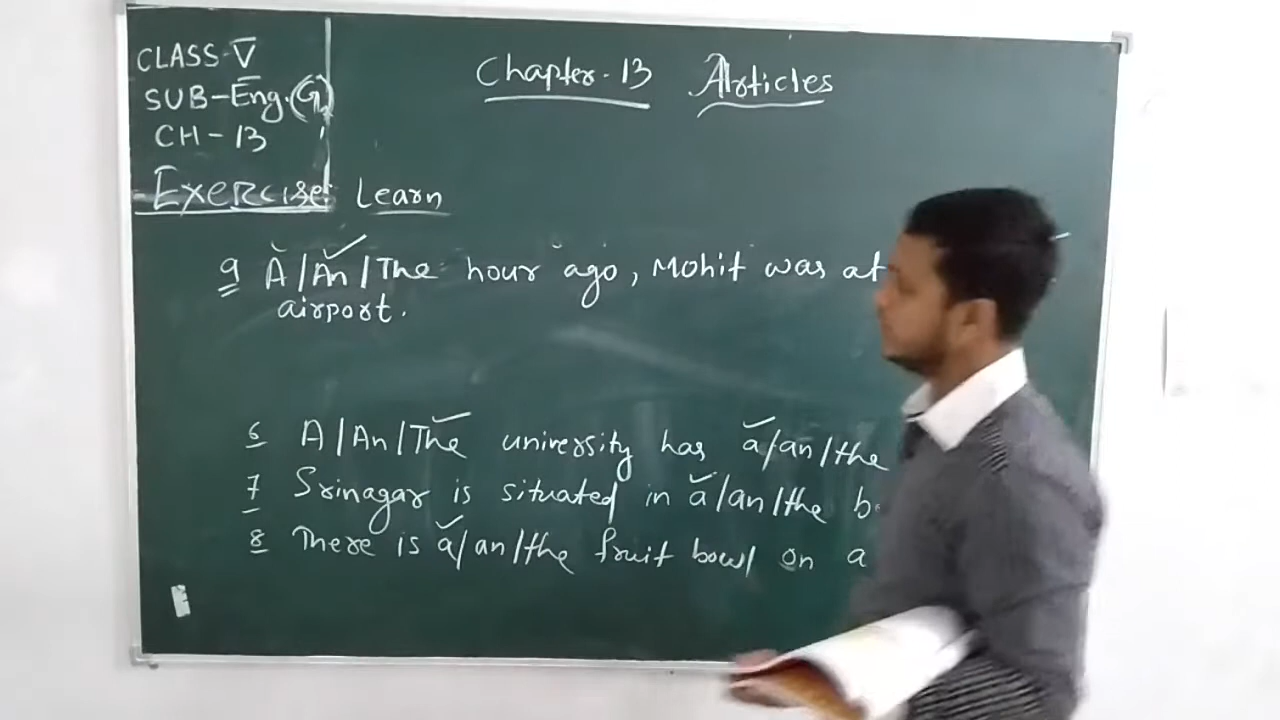 CLASS-V
SUB-Eng.(G)
CH-13
Chapter-13 Articles
Exercise: Learn
9 A/An/The hour ago, Mohit was at
airport.
6 A/An/The university has a/an/the
7 Srinagar is situated in a/an/the
8 There is a/an/the fruit bowl on a